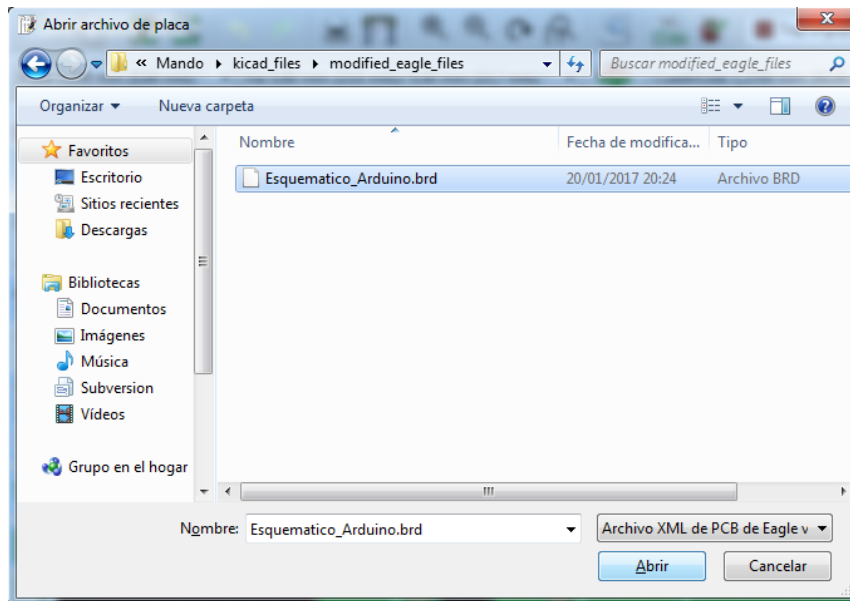 Abrir archivo de placa
« Mando kicad_files modified_eagle_files
Buscar modified_eagle_files
Organizar
Nueva carpeta
Favoritos
Escritorio
Sitios recientes
Descargas
Bibliotecas
Documentos
Imágenes
Música
Subversion
Vídeos
Grupo en el hogar
Nombre Fecha de modifica... Tipo
Esquematico_Arduino.brd 20/01/2017 20:24 Archivo BRD
Nombre: Esquematico_Arduino.brd
Archivo XML de PCB de Eagle v
Abrir Cancelar